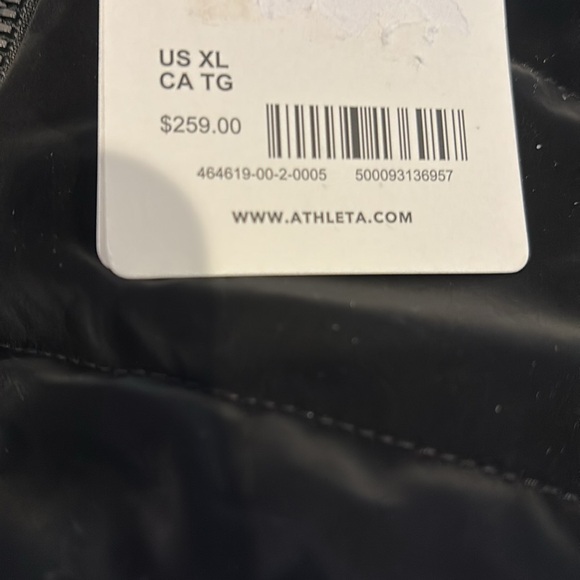 US XL
CA TG
$259.00
464619-00-2-0005 500093136957
WWW.ATHLETA.COM